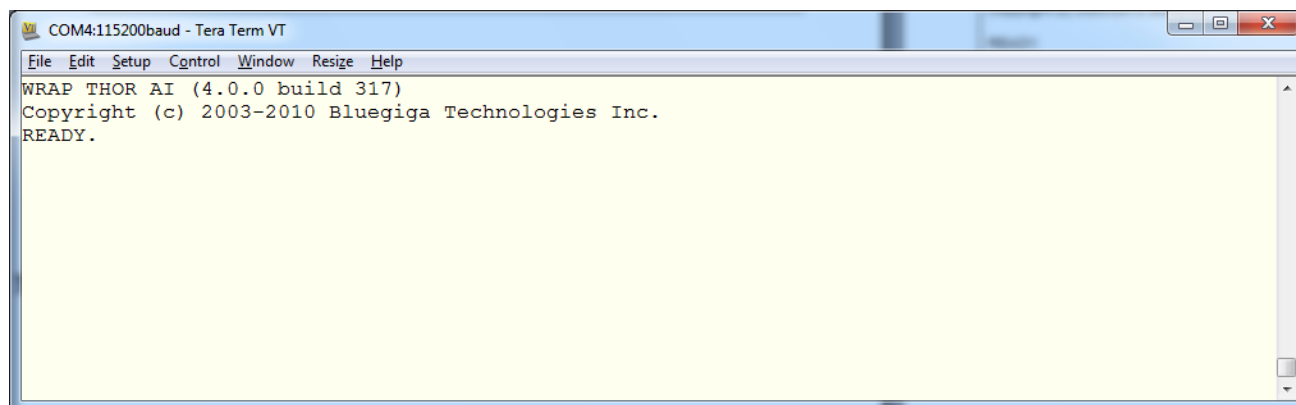 COM4:115200baud - Tera Term VT
File Edit Setup Control Window Resize Help
WRAP THOR AI (4.0.0 build 317)
Copyright (c) 2003-2010 Bluegiga Technologies Inc.
READY.